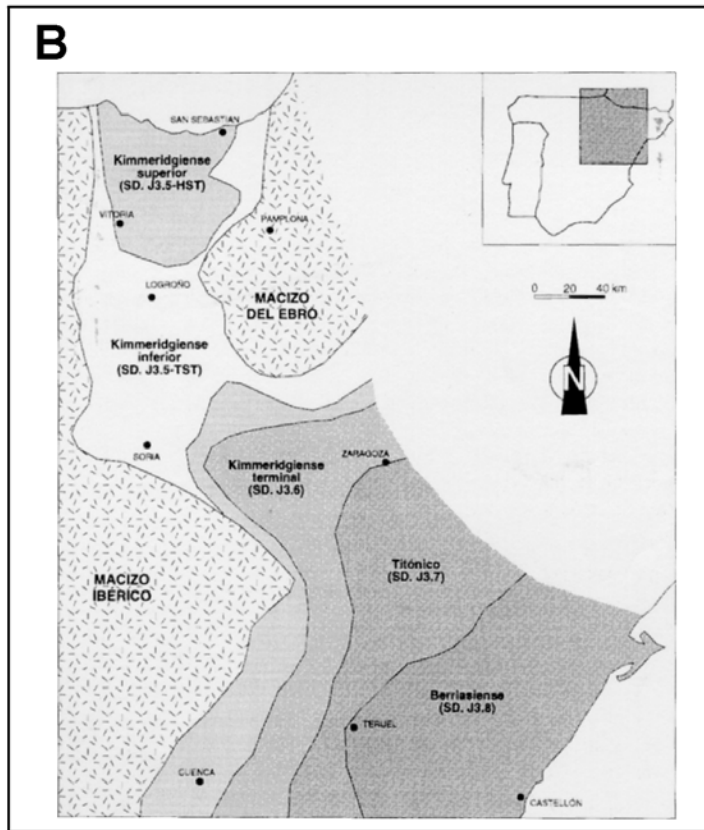 B
SAN SEBASTIAN
Kimmeridgiense
superior
(SD. J3.5-HST)
VITORIA
PAMPLONA
LOGROÑO
MACIZO
DEL EBRO
0 20 40 km
Kimmeridgiense
inferior
(SD. J3.5-TST)
N
SORIA
ZARAGOZA
Kimmeridgiense
terminal
(SD. J3.6)
MACIZO
IBÉRICO
Titónico
(SD. J3.7)
Berriasiense
(SD. J3.8)
TERUEL
CUENCA
CASTELLÓN